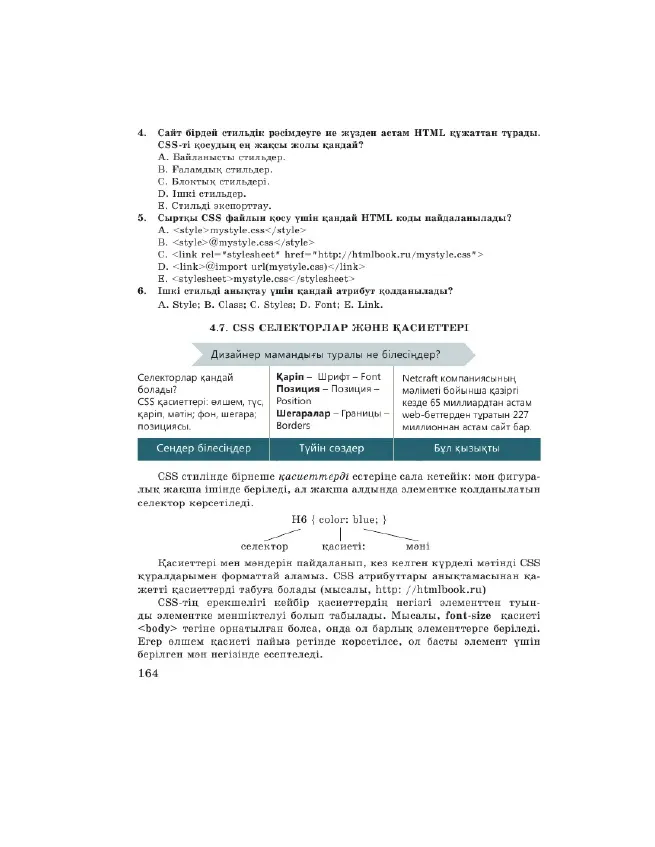 4. Сайт бірдей стильдік рәсімдеуге ие жүзден астам HTML құжаттан тұрады.
CSS-ті қосудың ең жақсы жолы қандай?
A. Байланысты стильдер.
B. Ғаламдық стильдер.
C. Блоктың стильдері.
D. Ішкі стильдер.
E. Стильді экспорттау.
5. Сыртқы CSS файлын қосу үшін қандай HTML коды пайдаланылады?
A. <style>mystyle.css</style>
B. <style>@mystyle.css</style>
C. <link rel="stylesheet" href="http://htmlbook.ru/mystyle.css">
D. <link>@import url(mystyle.css)</link>
E. <stylesheet>mystyle.css</stylesheet>
6. Ішкі стильді анықтау үшін қандай атрибут қолданылады?
A. Style; B. Class; C. Styles; D. Font; E. Link.
4.7. CSS СЕЛЕКТОРЛАР ЖӘНЕ ҚАСИЕТТЕРІ
Дизайнер мамандығы туралы не білесіңдер?
Селекторлар қандай
болады?
CSS қасиеттері: өлшем, түс,
қаріп, мәтін; фон, шегара;
позициясы.
Сендер білесіңдер
Қаріп – Шрифт – Font
Позиция – Позиция –
Position
Шегаралар – Границы –
Borders
Түйін сөздер
Netcraft компаниясының
мәліметі бойынша қазіргі
кезде 65 миллиардтан астам
web-беттерден тұратын 227
миллионнан астам сайт бар.
Бұл қызықты
CSS стилінде бірнеше қасиеттерді естеріңе сала кетейік: мән фигура-
лық жақша ішінде беріледі, ал жақша алдында элементке қолданылатын
селектор көрсетіледі.
H6 { color: blue; }
селектор қасиеті: мәні
Қасиеттері мен мәндерін пайдаланып, кез келген күрделі мәтінді CSS
құралдарымен форматтай аламыз. CSS атрибуттары анықтамасынан қа-
жетті қасиеттерді табуға болады (мысалы, http: //htmlbook.ru)
CSS-тің ерекшелігі кейбір қасиеттердің негізгі элементтен туын-
ды элементке меншіктелуі болып табылады. Мысалы, font-size қасиеті
<body> тегіне орнатылған болса, онда ол барлық элементтерге беріледі.
Егер өлшем қасиеті пайыз ретінде көрсетілсе, ол басты элемент үшін
берілген мән негізінде есептеледі.
164